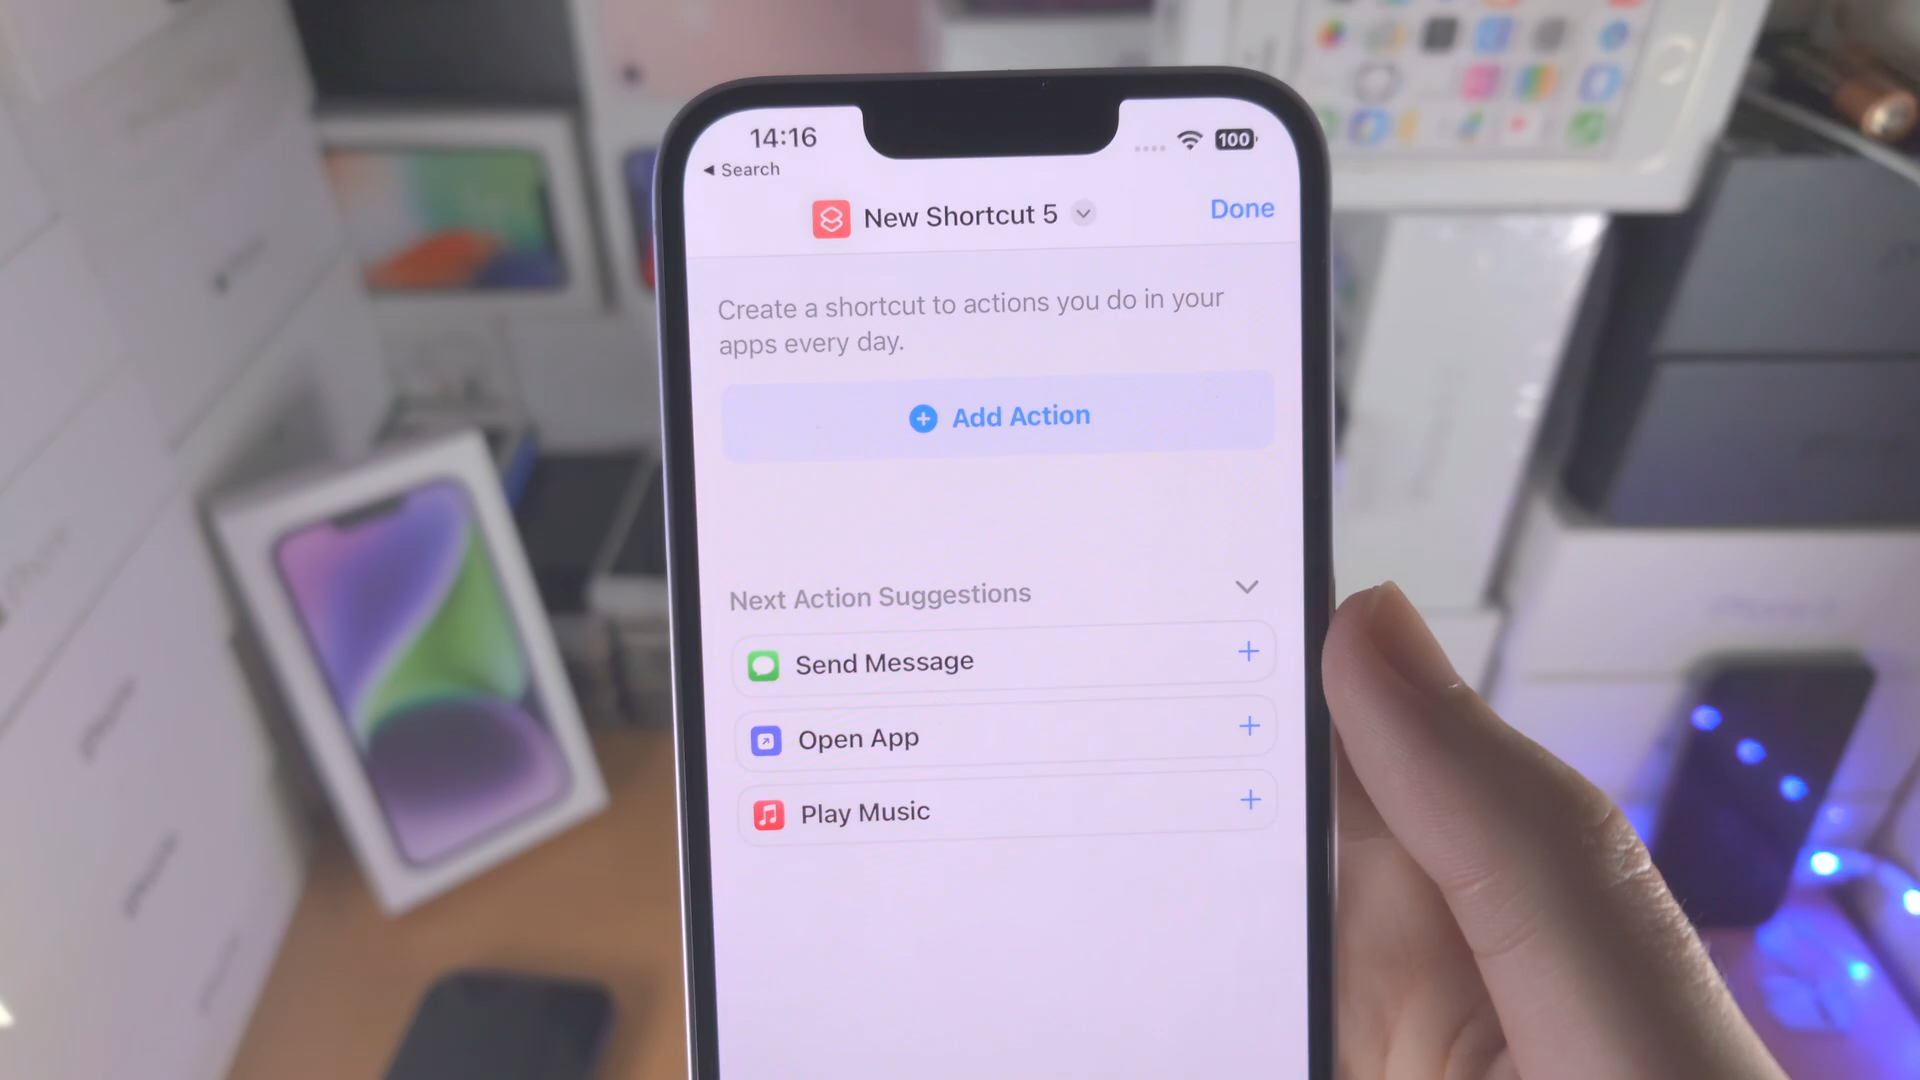 14:16
100
◀ Search
New Shortcut 5
Done
Create a shortcut to actions you do in your
apps every day.
Add Action
Next Action Suggestions
Send Message
Open App
Play Music